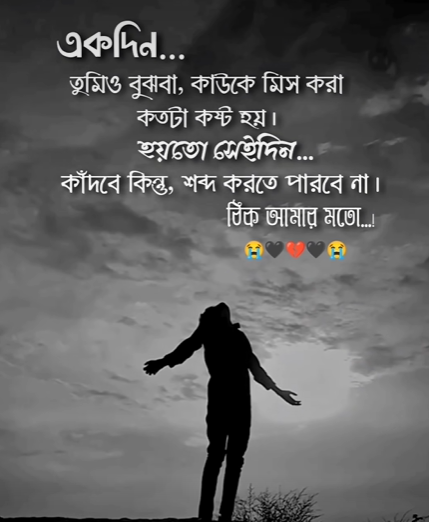 একদিন...
তুমিও বুঝবা, কাউকে মিস করা
কতটা কষ্ট হয়।
হয়তো সেইদিন...
কাঁদবে কিন্তু, শব্দ করতে পারবে না।
ঠিক আমার মতো...!
😭🖤❤️🖤😭